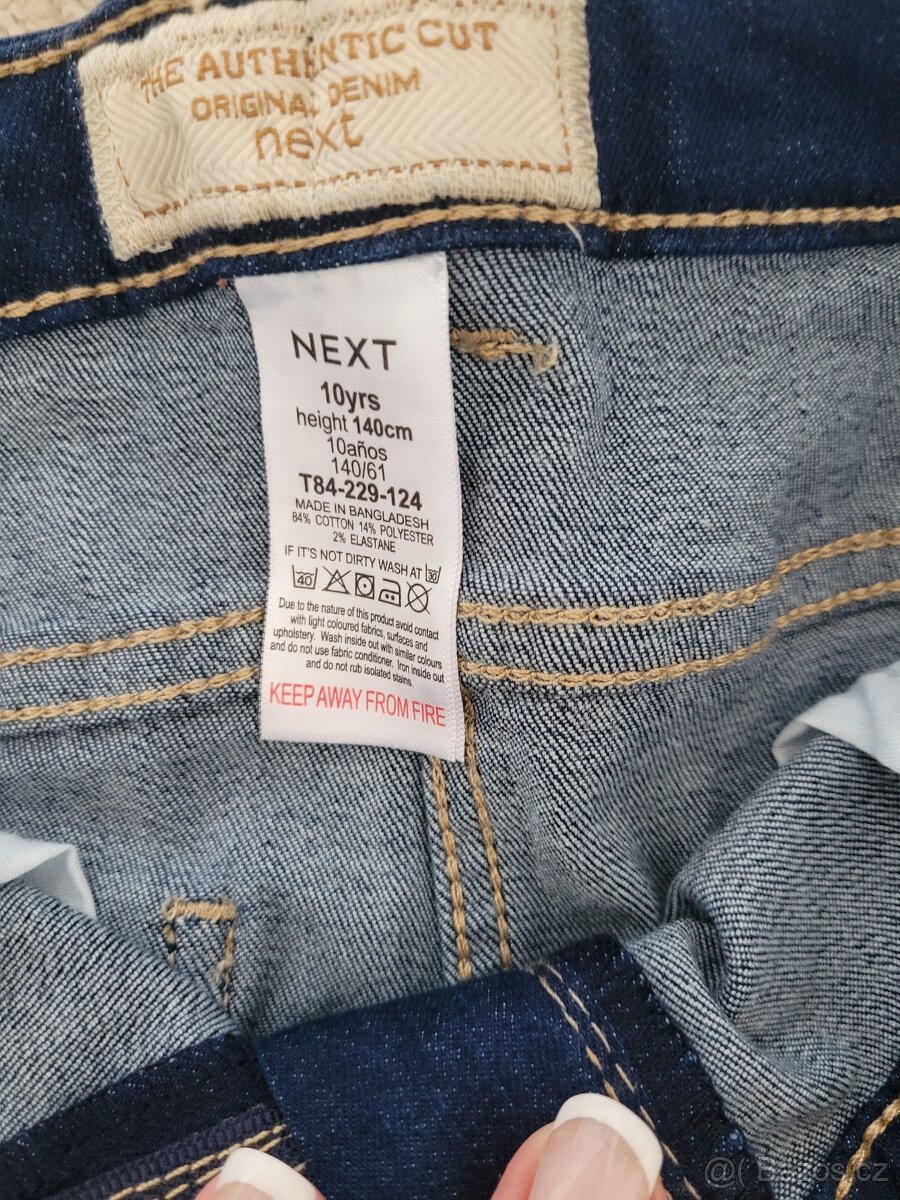 THE AUTHENTIC CUT
ORIGINAL DENIM
next
NEXT
10yrs
height 140cm
10años
140/61
T84-229-124
MADE IN BANGLADESH
84% COTTON 14% POLYESTER
2% ELASTANE
IF IT'S NOT DIRTY WASH AT 30
40
Due to the nature of this product avoid contact
with light coloured fabrics, surfaces and
upholstery. Wash inside out with similar colours
and do not use fabric conditioner. Iron inside out
and do not rub isolated stains.
KEEP AWAY FROM FIRE
Bazos.cz